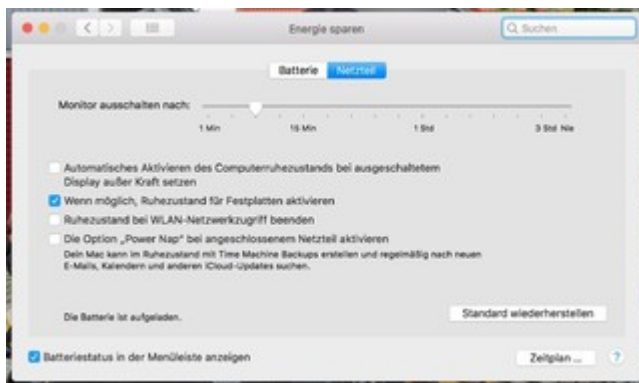 Energie sparen
Suchen
Batterie Netzteil
Monitor ausschalten nach:
1 Min 15 Min 1 Std 3 Std Nie
Automatisches Aktivieren des Computerruhezustands bei ausgeschaltetem
Display außer Kraft setzen
Wenn möglich, Ruhezustand für Festplatten aktivieren
Ruhezustand bei WLAN-Netzwerkzugriff beenden
Die Option „Power Nap“ bei angeschlossenem Netzteil aktivieren
Dein Mac kann im Ruhezustand mit Time Machine Backups erstellen und regelmäßig nach neuen
E-Mails, Kalendern und anderen iCloud-Updates suchen.
Die Batterie ist aufgeladen.
Standard wiederherstellen
Batteriestatus in der Menüleiste anzeigen
Zeitplan ...
?